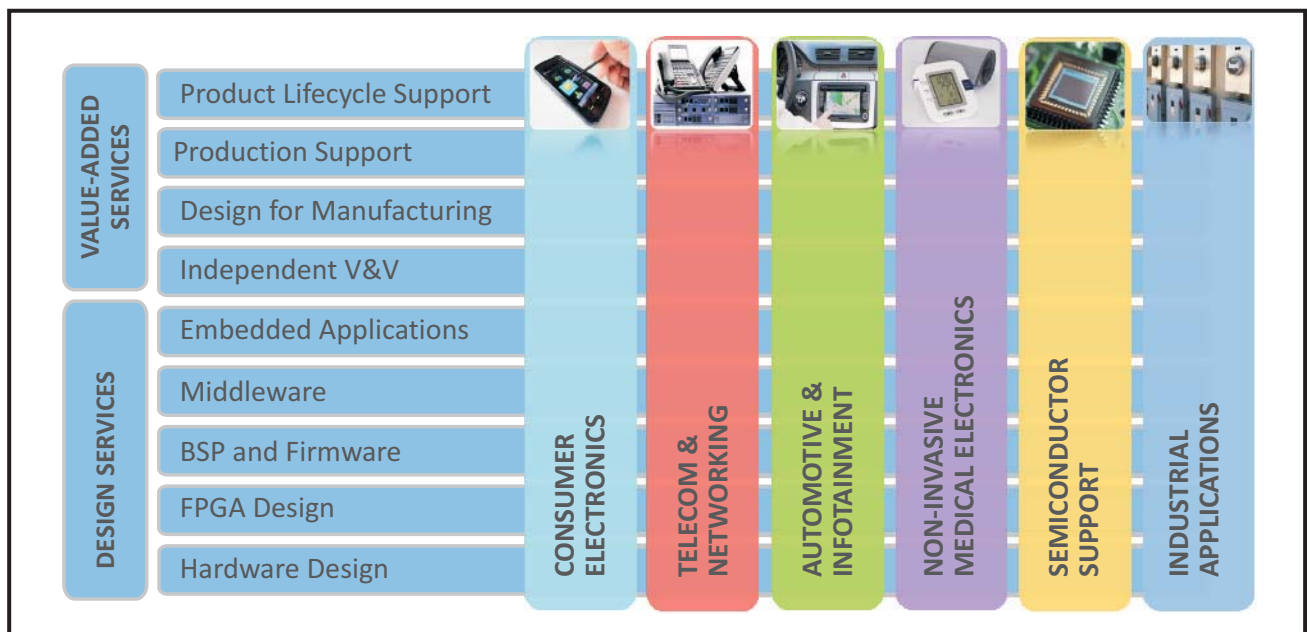 VALUE-ADDED
SERVICES
Product Lifecycle Support
Production Support
Design for Manufacturing
Independent V&V
DESIGN SERVICES
Embedded Applications
Middleware
BSP and Firmware
FPGA Design
Hardware Design
CONSUMER
ELECTRONICS
TELECOM &
NETWORKING
AUTOMOTIVE &
INFOTAINMENT
NON-INVASIVE
MEDICAL ELECTRONICS
SEMICONDUCTOR
SUPPORT
INDUSTRIAL
APPLICATIONS